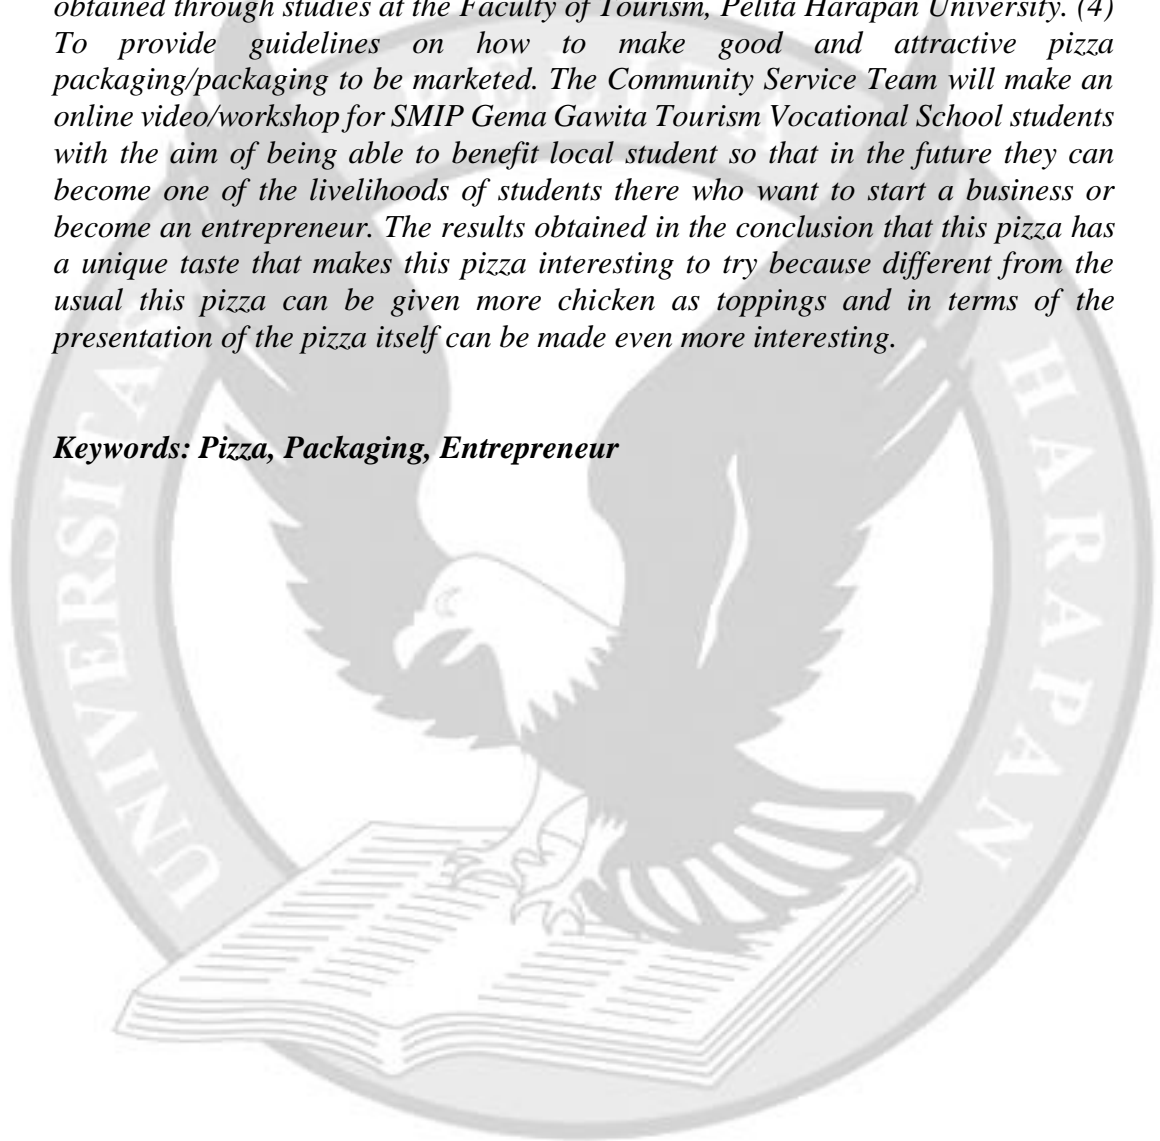 obtained through studies at the Faculty of Tourism, Pelita Harapan University. (4)
To provide guidelines on how to make good and attractive pizza
packaging/packaging to be marketed. The Community Service Team will make an
online video/workshop for SMIP Gema Gawita Tourism Vocational School students
with the aim of being able to benefit local student so that in the future they can
become one of the livelihoods of students there who want to start a business or
become an entrepreneur. The results obtained in the conclusion that this pizza has
a unique taste that makes this pizza interesting to try because different from the
usual this pizza can be given more chicken as toppings and in terms of the
presentation of the pizza itself can be made even more interesting.
Keywords: Pizza, Packaging, Entrepreneur
UNIVERSITAS
HARAPAN